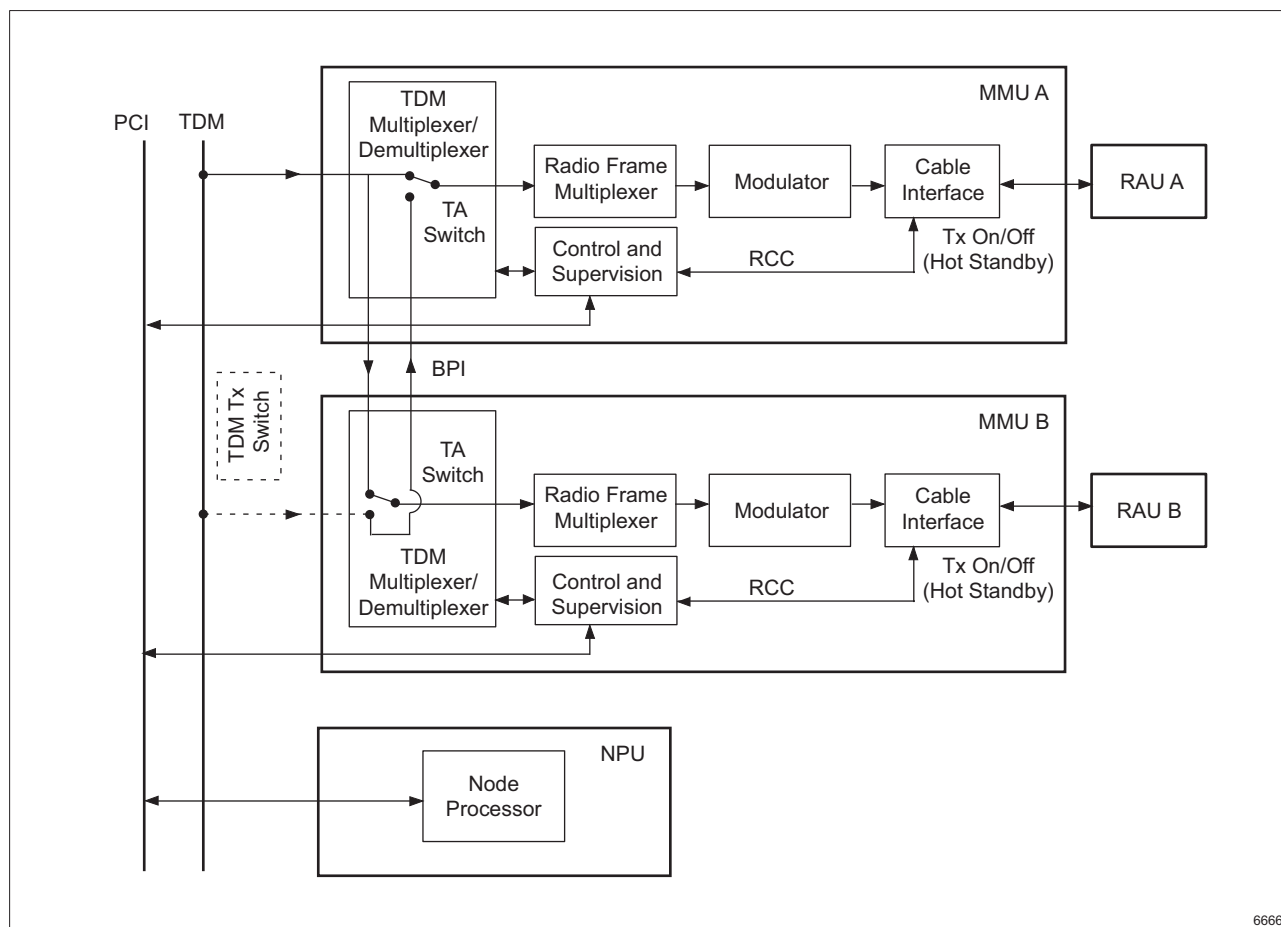 PCI
TDM
MMU A
TDM
Multiplexer/
Demultiplexer
TA
Switch
Radio Frame
Multiplexer
Modulator
Cable
Interface
RAU A
Control and
Supervision
RCC
Tx On/Off
(Hot Standby)
BPI
TDM Tx
Switch
MMU B
TA
Switch
TDM
Multiplexer/
Demultiplexer
Radio Frame
Multiplexer
Modulator
Cable
Interface
RAU B
Control and
Supervision
RCC
Tx On/Off
(Hot Standby)
NPU
Node
Processor
6666